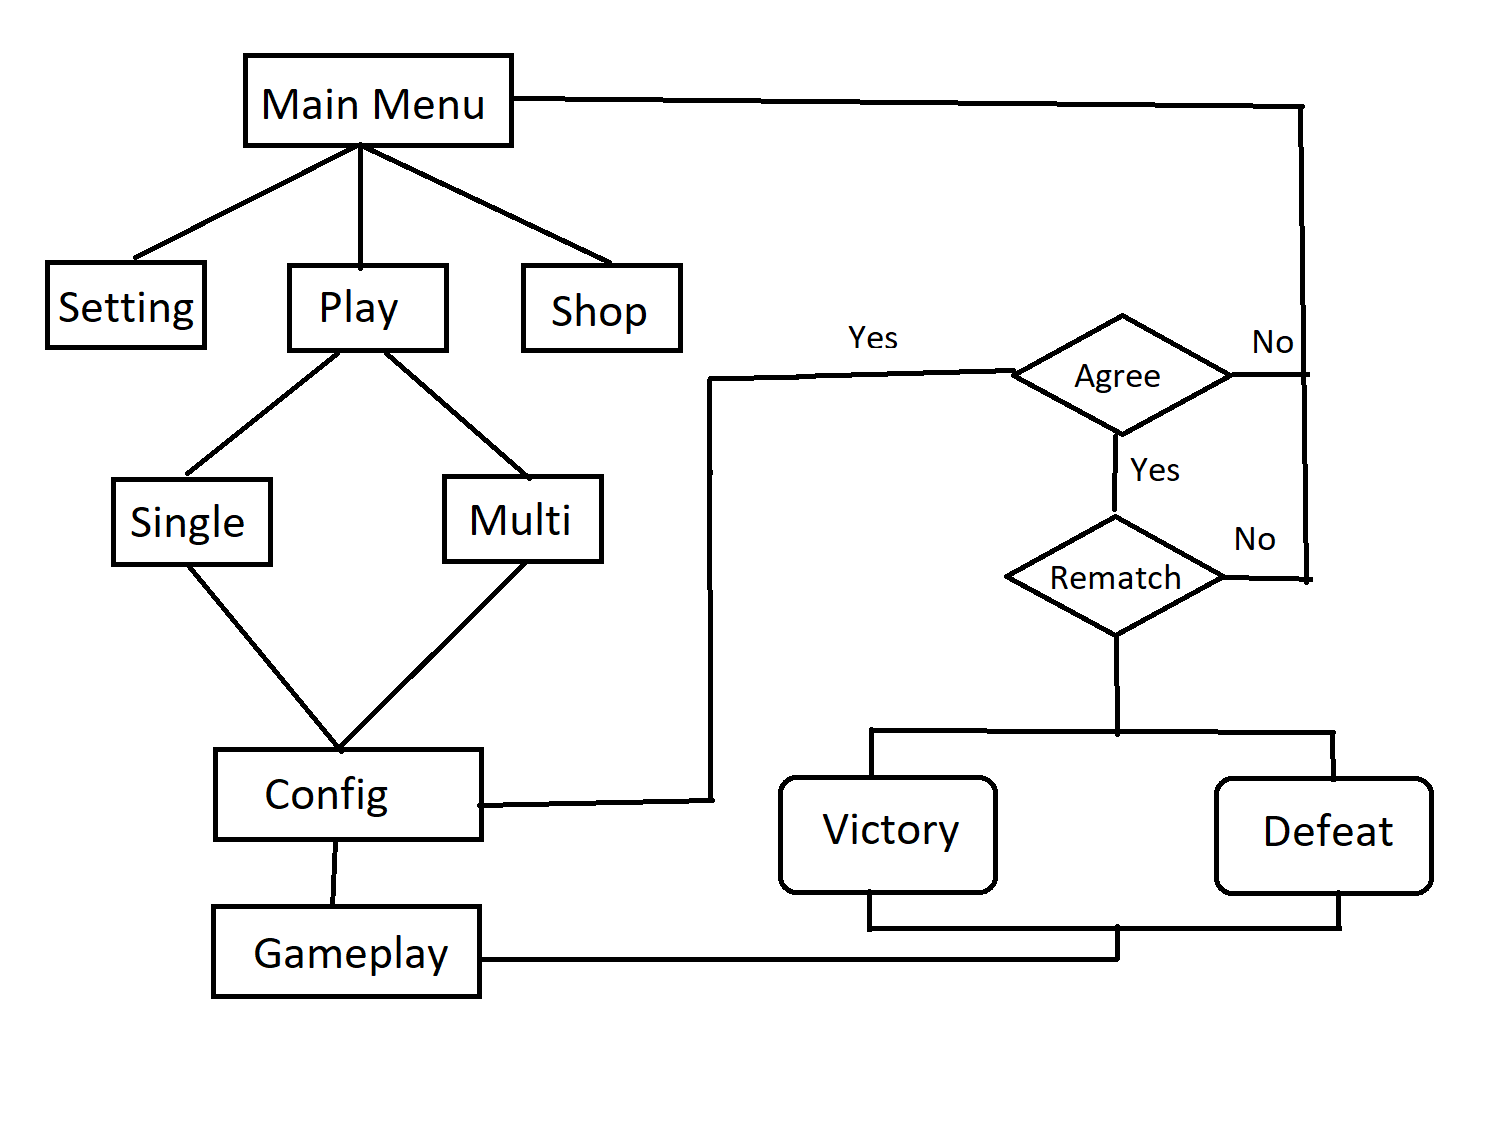 Main Menu
Setting
Play
Shop
Yes
Agree
No
Yes
Single
Multi
No
Rematch
Config
Victory
Defeat
Gameplay